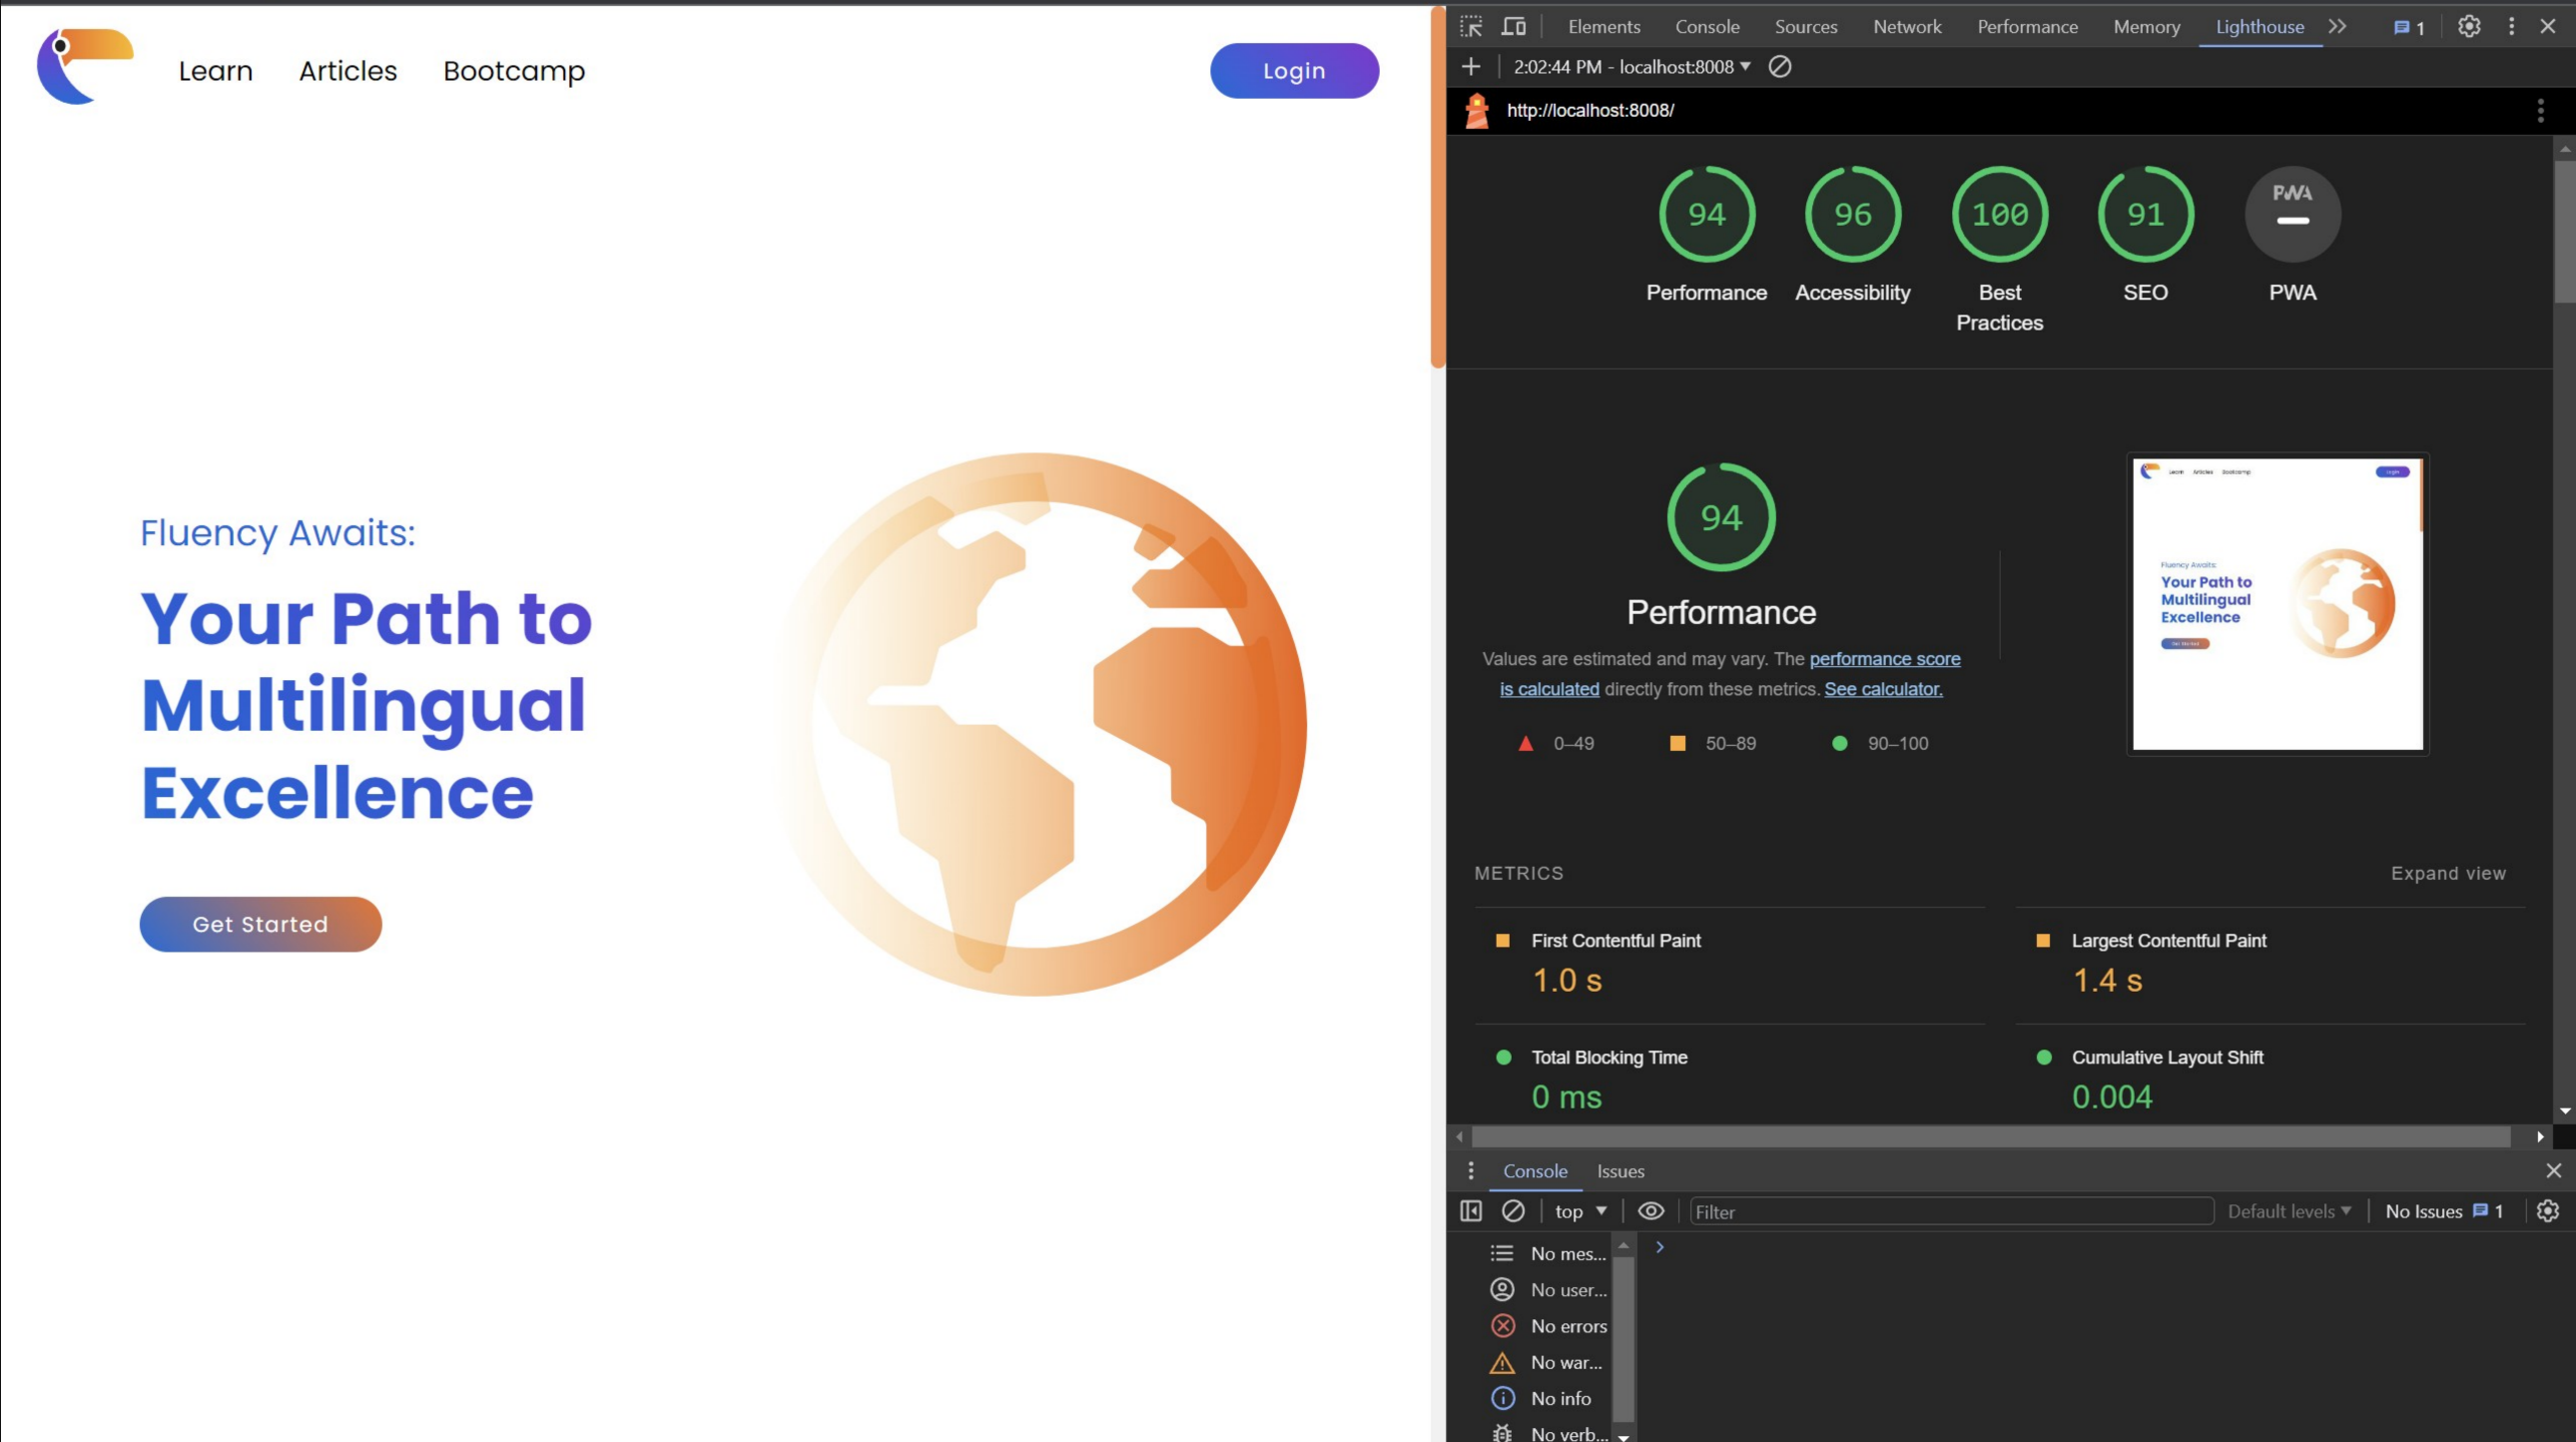 Learn Articles Bootcamp
Login
Fluency Awaits:
Your Path to
Multilingual
Excellence
Get Started
Elements Console Sources Network Performance Memory Lighthouse 1
2:02:44 PM - localhost:8008
http://localhost:8008/
94 96 100 91 PWA
Performance Accessibility Best SEO PWA
Practices
94
Performance
Values are estimated and may vary. The performance score
is calculated directly from these metrics. See calculator.
0–49 50–89 90–100
Learn Articles Bootcamp Login
Fluency Awaits:
Your Path to
Multilingual
Excellence
Get Started
METRICS Expand view
First Contentful Paint
1.0 s
Largest Contentful Paint
1.4 s
Total Blocking Time
0 ms
Cumulative Layout Shift
0.004
Console Issues
top Filter Default levels No Issues 1
No mes...
No user...
No errors
No war...
No info
No verb...